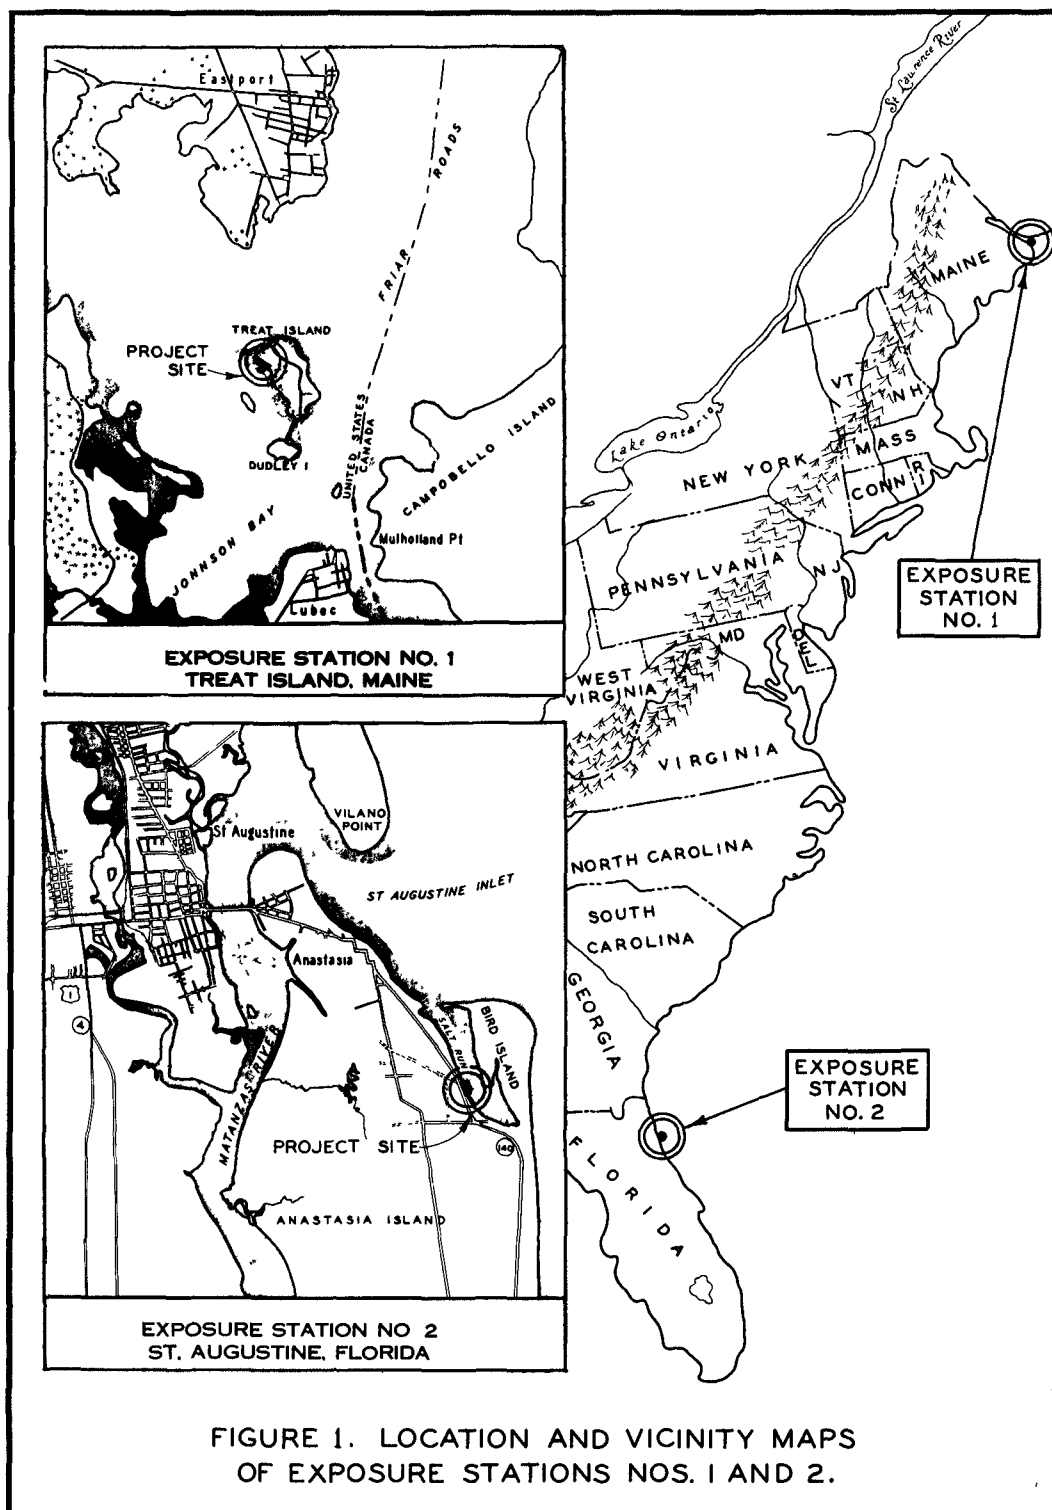 Eastport
FRIAR ROADS
TREAT ISLAND
PROJECT
SITE
DUDLEY I
UNITED STATES
CANADA
CAMPOBELLO ISLAND
JOHNSON BAY
Mulholland Pt
Lubec
EXPOSURE STATION NO. 1
TREAT ISLAND, MAINE
St Lawrence River
MAINE
VT
NH
Lake Ontario
NEW YORK
MASS
CONN
RI
PENNSYLVANIA
NJ
EXPOSURE
STATION
NO. 1
MD
DEL
WEST
VIRGINIA
VIRGINIA
NORTH CAROLINA
SOUTH
CAROLINA
GEORGIA
EXPOSURE
STATION
NO. 2
FLORIDA
VILANO
POINT
St Augustine
ST AUGUSTINE INLET
Anastasia
1
4
SALT RUN
BIRD ISLAND
MATANZAS RIVER
PROJECT SITE
140
ANASTASIA ISLAND
EXPOSURE STATION NO 2
ST. AUGUSTINE, FLORIDA
FIGURE 1. LOCATION AND VICINITY MAPS
OF EXPOSURE STATIONS NOS. 1 AND 2.